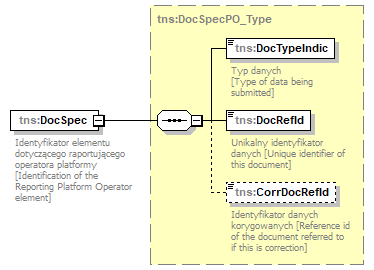 tns:DocSpecPO_Type
tns:DocTypeIndic
Typ danych
[Type of data being
submitted]
tns:DocSpec
Identyfikator elementu
dotyczącego raportującego
operatora platformy
[Identification of the
Reporting Platform Operator
element]
tns:DocRefId
Unikalny identyfikator
danych [Unique identifier of
this document]
tns:CorrDocRefId
Identyfikator danych
korygowanych [Reference id
of the document referred to
if this is correction]